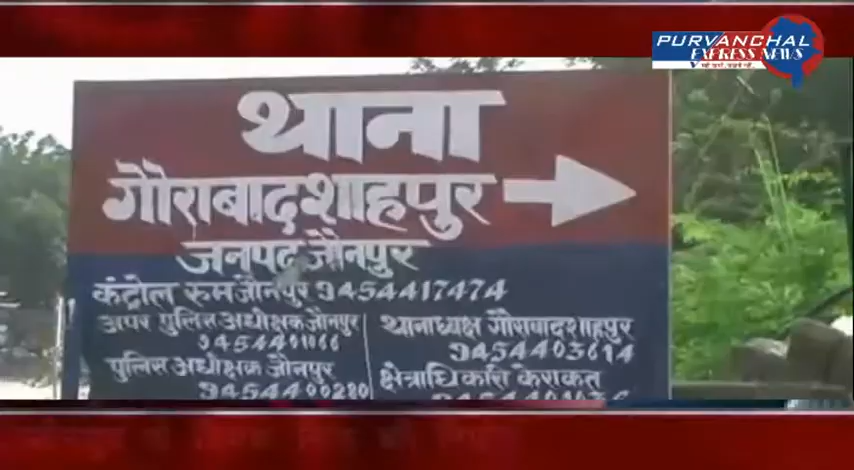 PURVANCHAL
EXPRESS NEWS
थाना
गौराबादशाहपुर
जनपद जौनपुर
कंट्रोल रुम जौनपुर 9454417474
अपर पुलिस अधीक्षक जौनपुर
9454401066
पुलिस अधीक्षक जौनपुर
9454400280
थानाध्यक्ष गौराबादशाहपुर
9454403614
क्षेत्राधिकारी केराकत